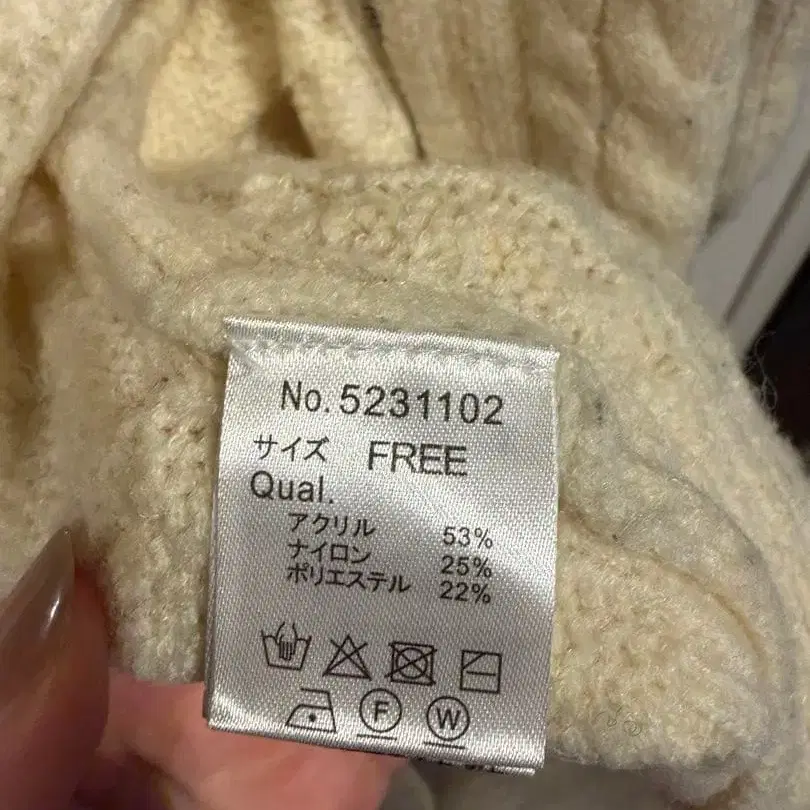 No. 5231102
サイズ FREE
Qual.
アクリル 53%
ナイロン 25%
ポリエステル 22%
F W